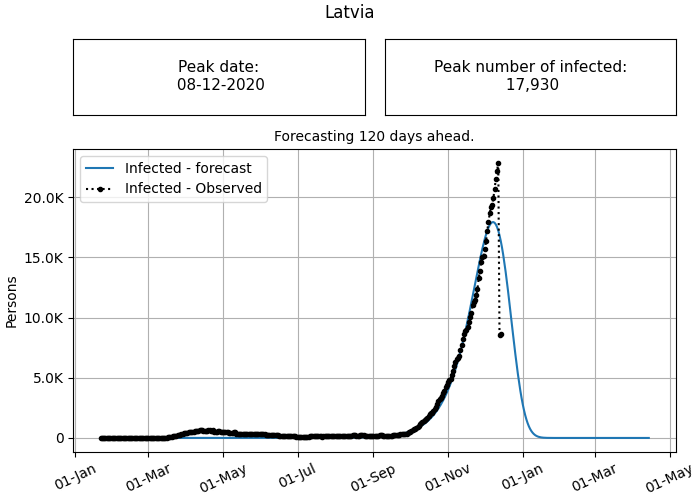 Latvia
Peak date:
08-12-2020
Peak number of infected:
17,930
Forecasting 120 days ahead.
Infected - forecast
Infected - Observed
Persons
20.0K
15.0K
10.0K
5.0K
0
01-Jan
01-Mar
01-May
01-Jul
01-Sep
01-Nov
01-Jan
01-Mar
01-May